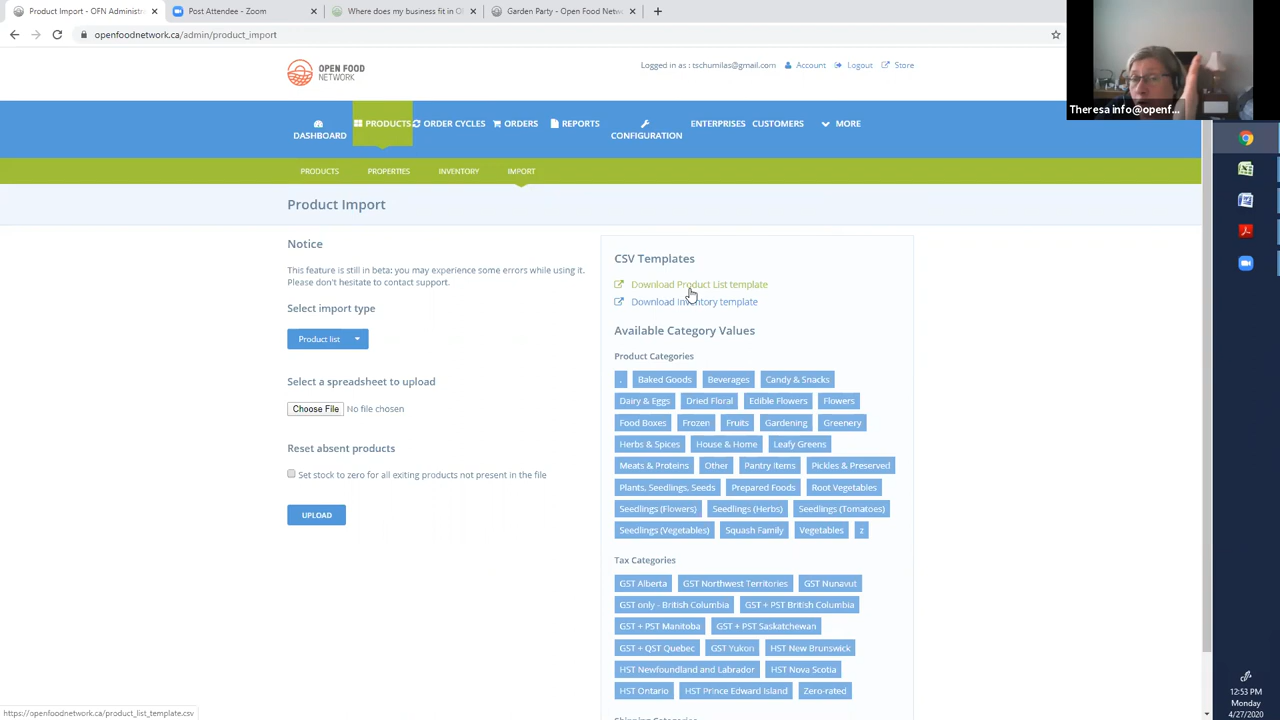 Product Import - OFN Administra
Post Attendee - Zoom
Where does my business fit in O
Garden Party - Open Food Netwo
openfoodnetwork.ca/admin/product_import
OPEN FOOD
NETWORK
Logged in as : tschumilas@gmail.com
Account
Logout
Store
Theresa info@openf...
DASHBOARD
PRODUCTS
ORDER CYCLES
ORDERS
REPORTS
CONFIGURATION
ENTERPRISES
CUSTOMERS
MORE
PRODUCTS
PROPERTIES
INVENTORY
IMPORT
Product Import
Notice
This feature is still in beta: you may experience some errors while using it.
Please don't hesitate to contact support.
Select import type
Product list
Select a spreadsheet to upload
Choose File No file chosen
Reset absent products
Set stock to zero for all exiting products not present in the file
UPLOAD
CSV Templates
Download Product List template
Download Inventory template
Available Category Values
Product Categories
. Baked Goods Beverages Candy & Snacks
Dairy & Eggs Dried Floral Edible Flowers Flowers
Food Boxes Frozen Fruits Gardening Greenery
Herbs & Spices House & Home Leafy Greens
Meats & Proteins Other Pantry items Pickles & Preserved
Plants, Seedlings, Seeds Prepared Foods Root Vegetables
Seedlings (Flowers) Seedlings (Herbs) Seedlings (Tomatoes)
Seedlings (Vegetables) Squash Family Vegetables z
Tax Categories
GST Alberta GST Northwest Territories GST Nunavut
GST only - British Columbia GST + PST British Columbia
GST + PST Manitoba GST + PST Saskatchewan
GST + QST Quebec GST Yukon HST New Brunswick
HST Newfoundland and Labrador HST Nova Scotia
HST Ontario HST Prince Edward Island Zero-rated
https://openfoodnetwork.ca/product_list_template.csv
12:53 PM
Monday
4/27/2020